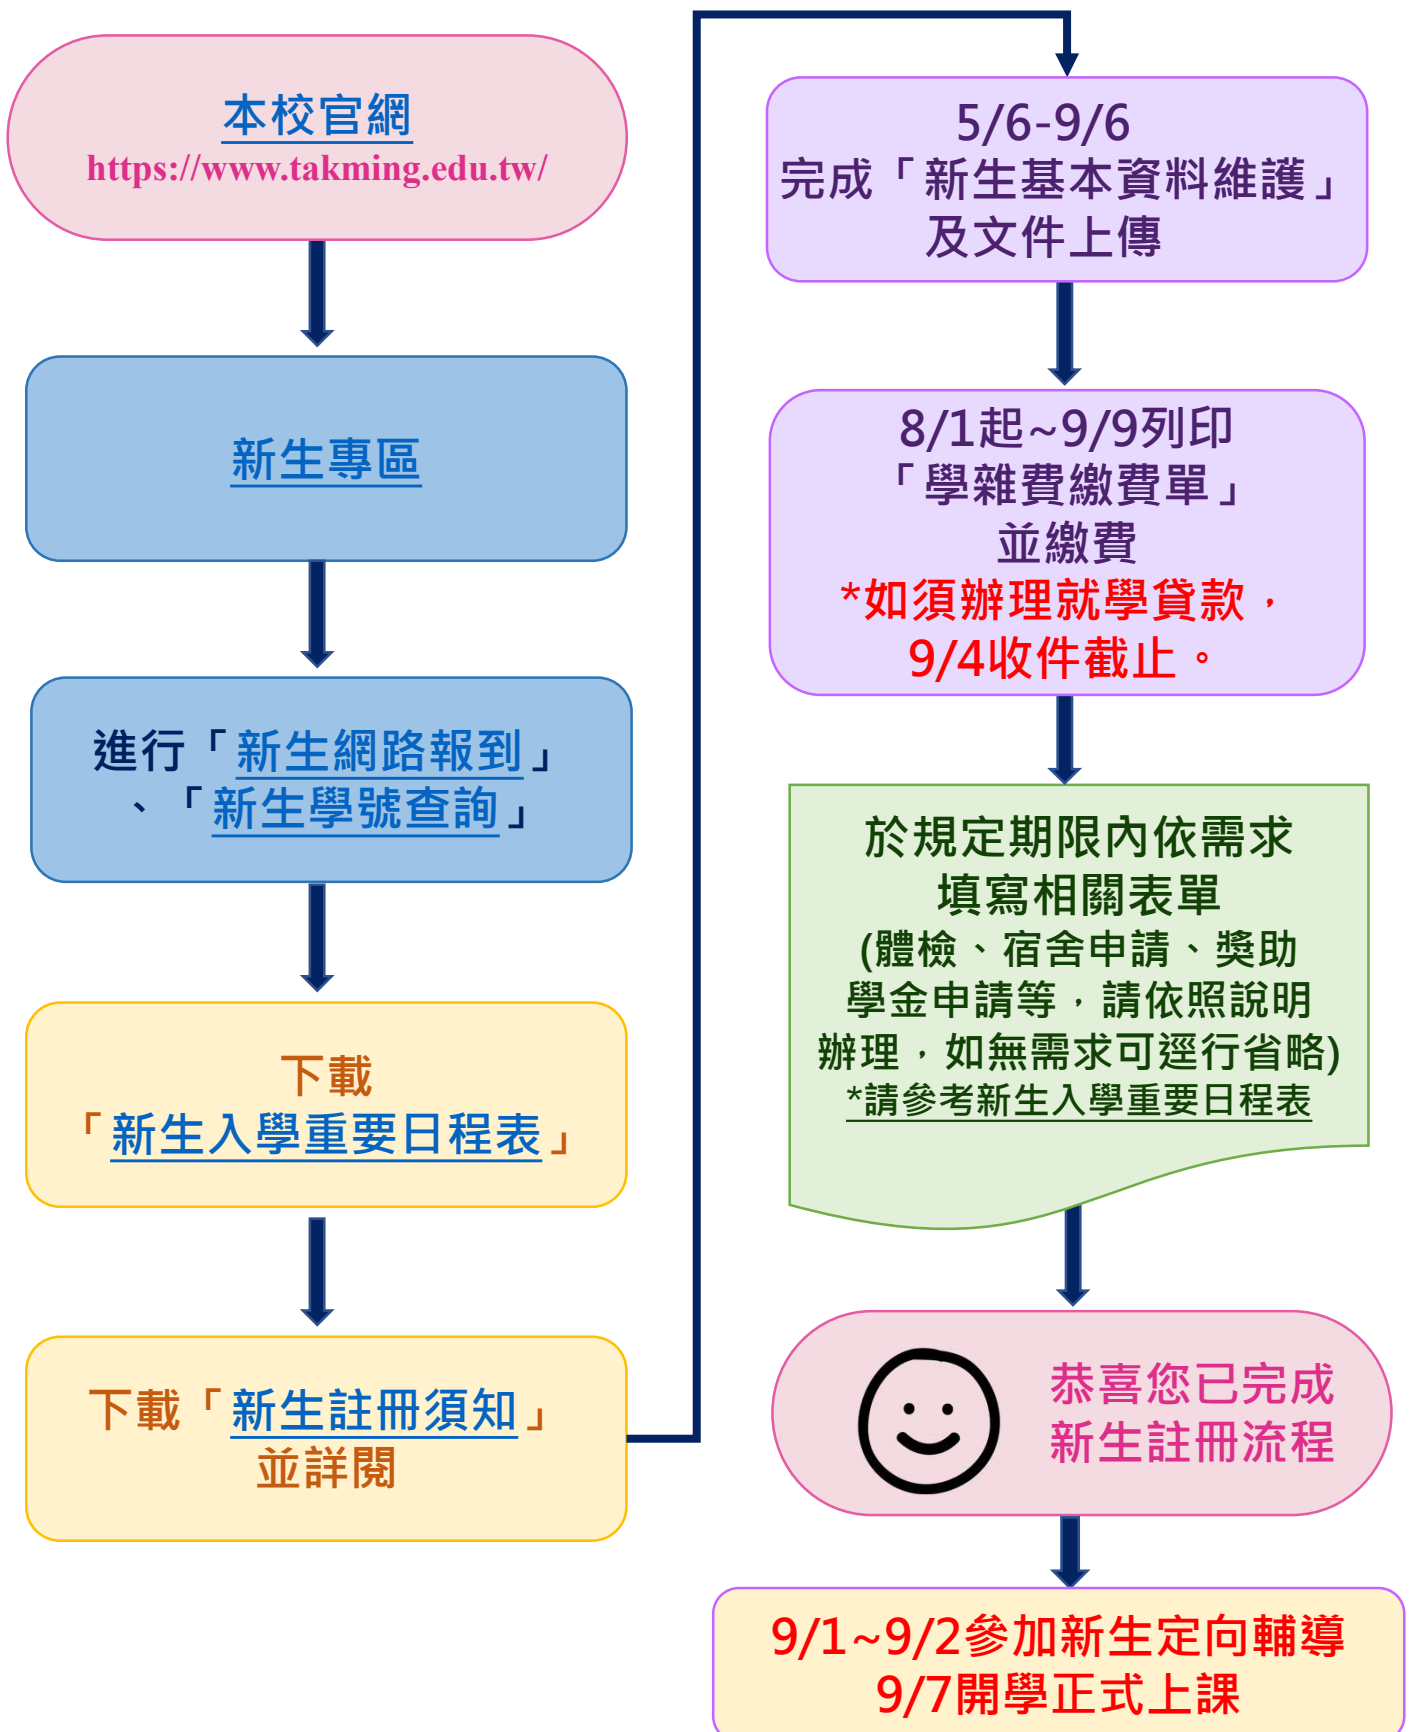 本校官網
https://www.takming.edu.tw/
新生專區
進行「新生網路報到」
、「新生學號查詢」
下載
「新生入學重要日程表」
下載「新生註冊須知」
並詳閱
5/6-9/6
完成「新生基本資料維護」
及文件上傳
8/1起~9/9列印
「學雜費繳費單」
並繳費
*如須辦理就學貸款，
9/4收件截止。
於規定期限內依需求
填寫相關表單
(體檢、宿舍申請、獎助
學金申請等，請依照說明
辦理，如無需求可逕行省略)
*請參考新生入學重要日程表
恭喜您已完成
新生註冊流程
9/1~9/2參加新生定向輔導
9/7開學正式上課